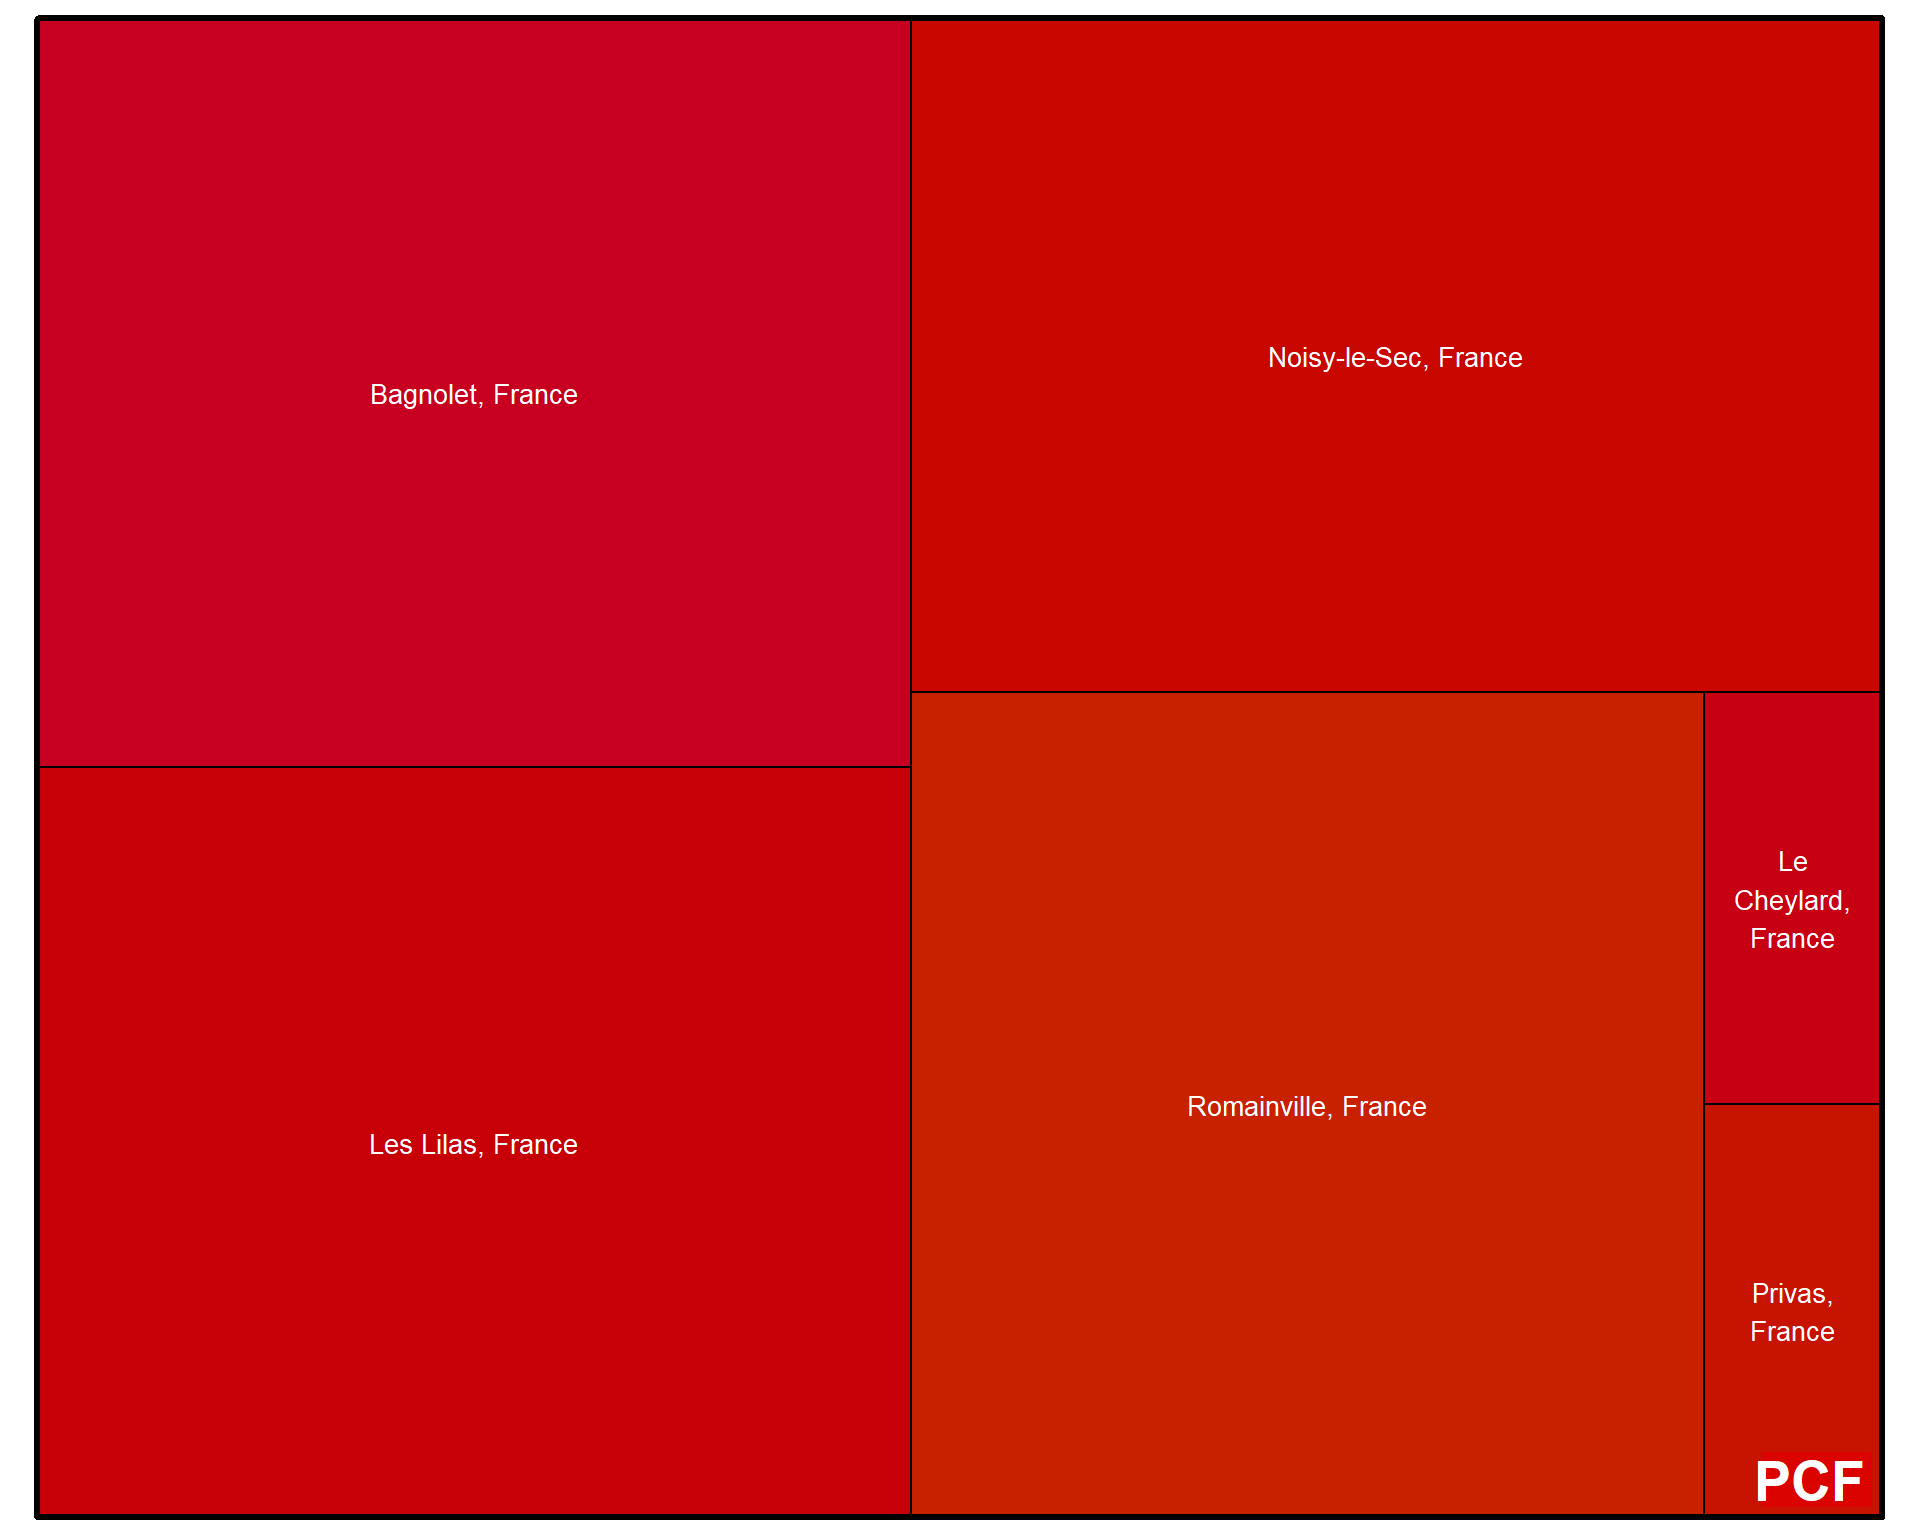 Bagnolet, France
Noisy-le-Sec, France
Les Lilas, France
Romainville, France
Le
Cheylard,
France
Privas,
France
PCF